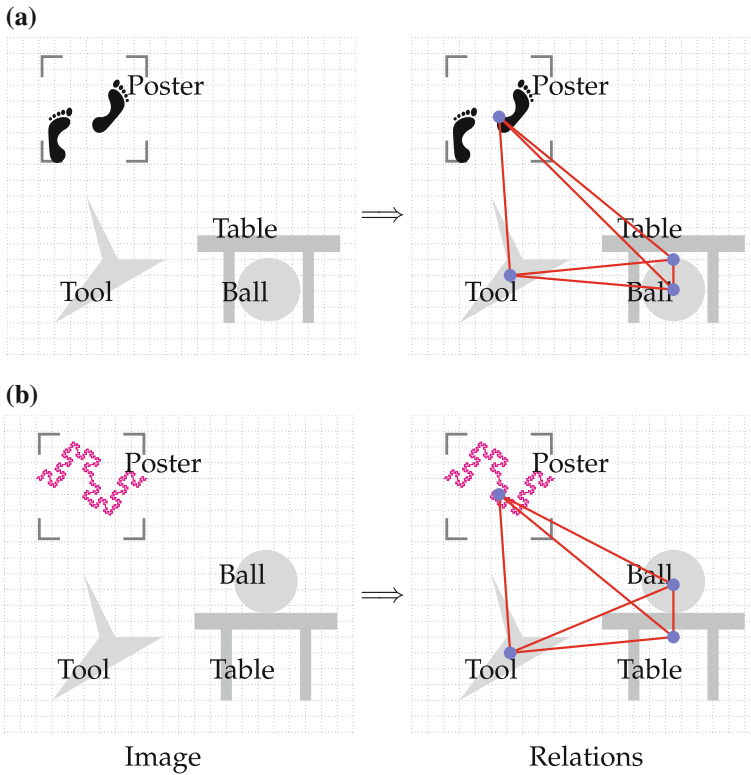 (a)
Poster Poster
Table Table
⟹
Tool Ball Tool Ball
(b)
Poster Poster
Ball Ball
⟹
Tool Table Tool Table
Image Relations